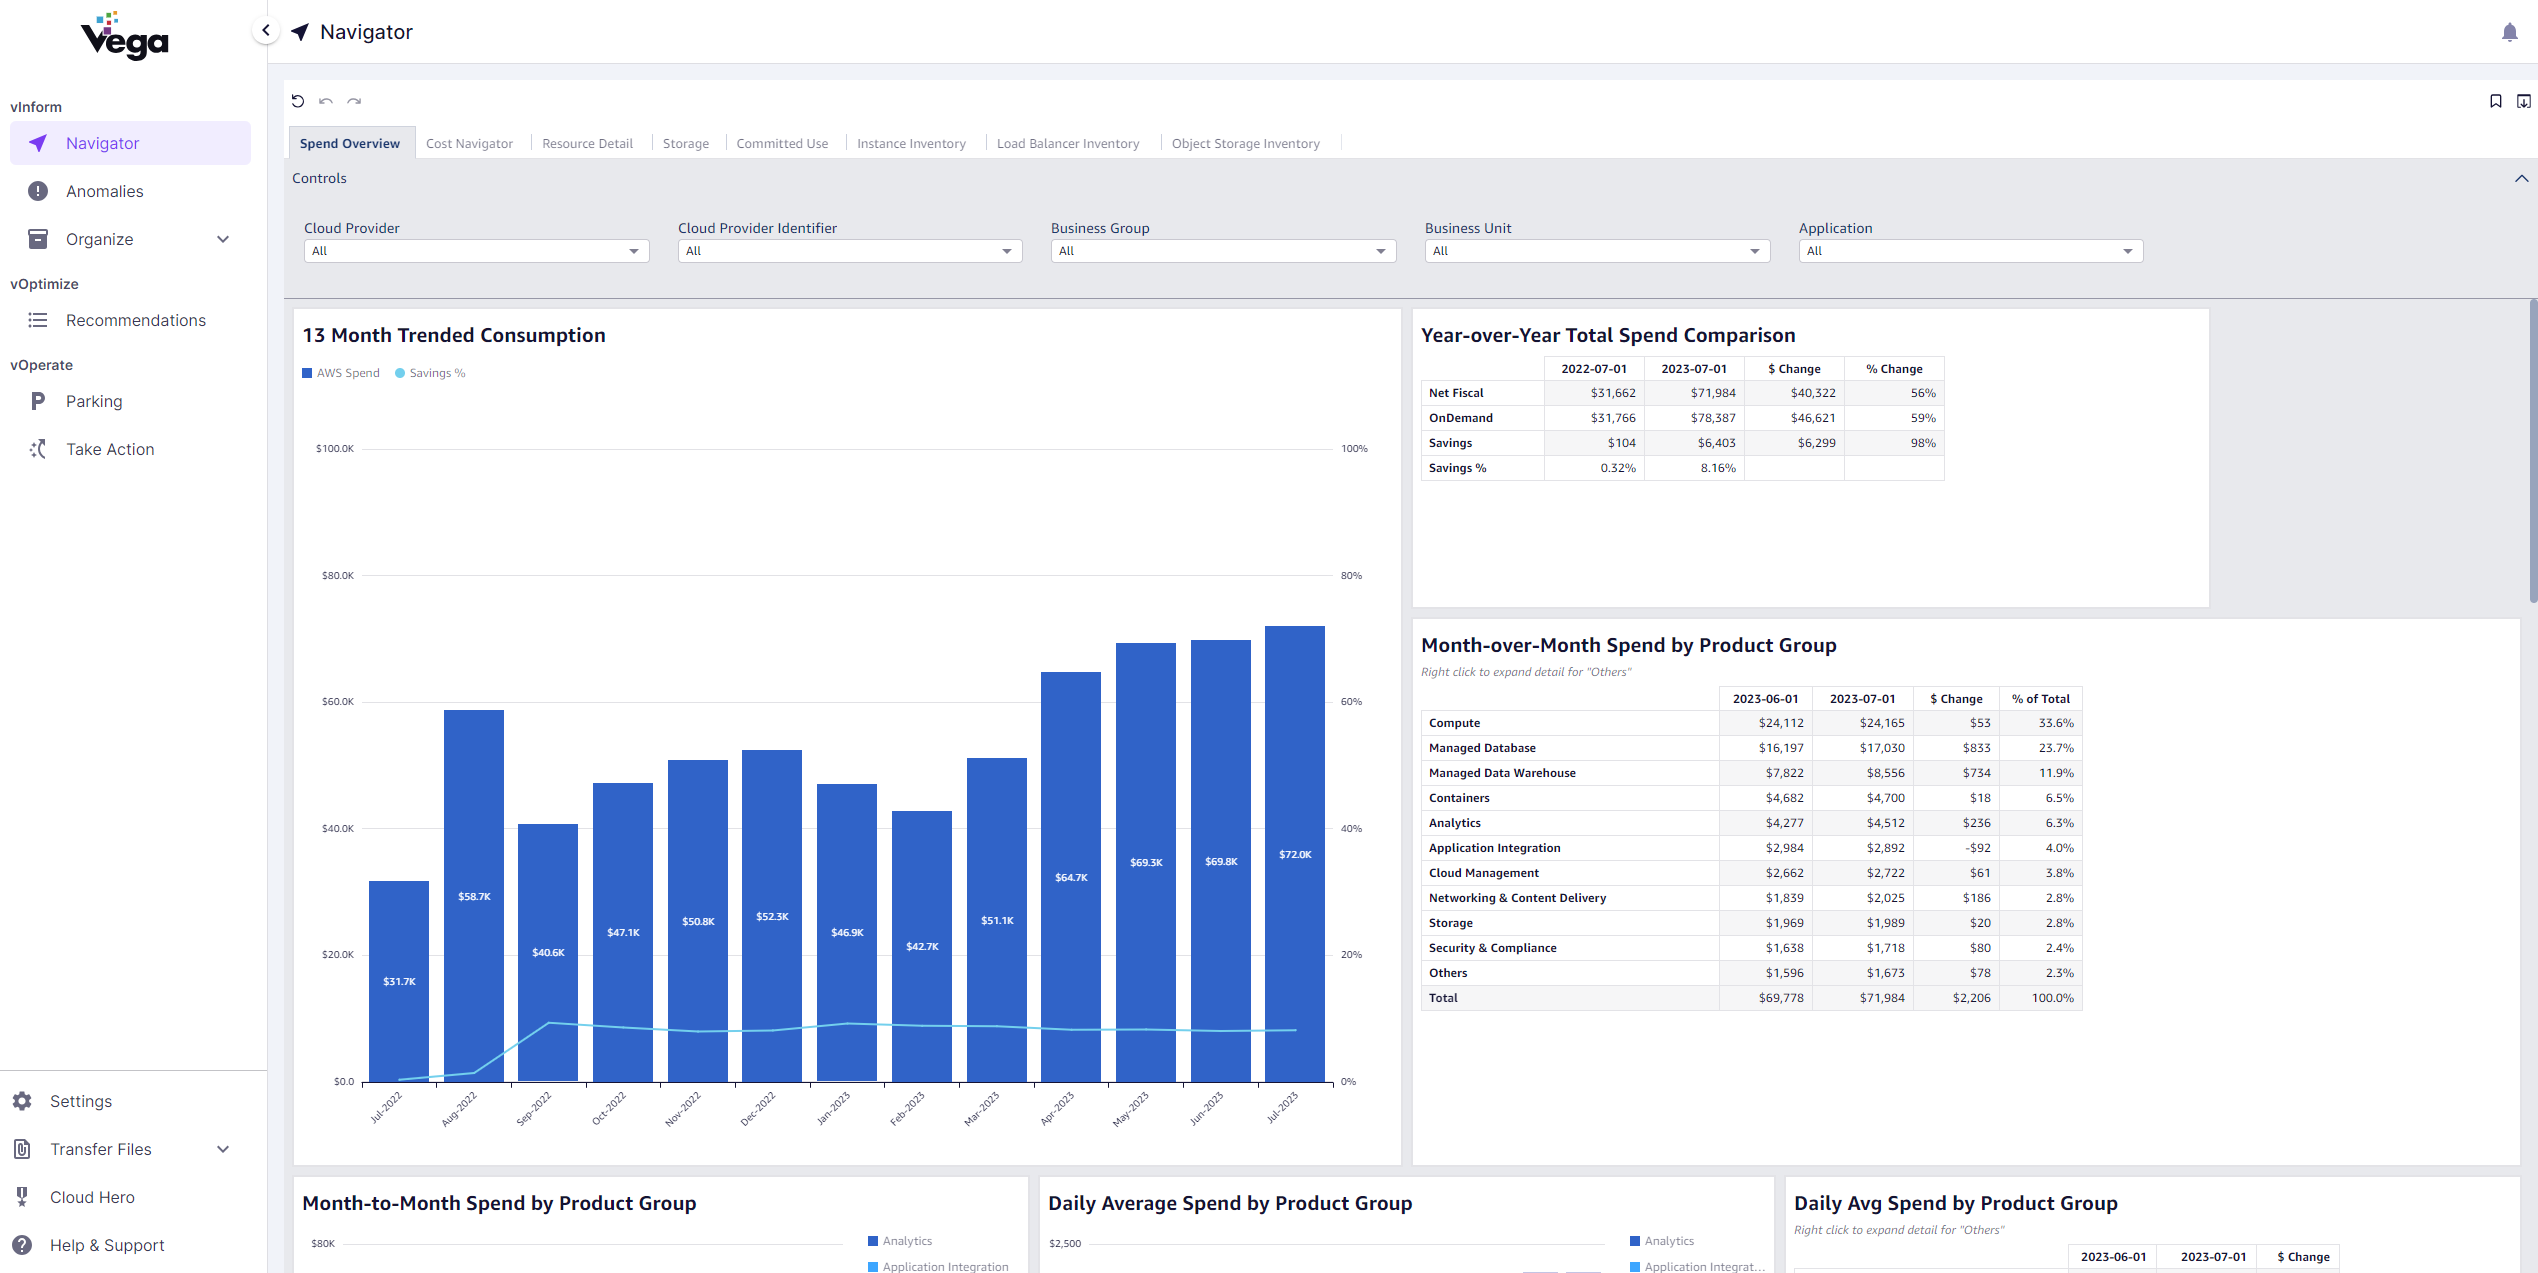 Vega
Navigator
vInform
Navigator
Anomalies
Organize
vOptimize
Recommendations
vOperate
Parking
Take Action
Settings
Transfer Files
Cloud Hero
Help & Support
Spend Overview Cost Navigator Resource Detail Storage Committed Use Instance Inventory Load Balancer Inventory Object Storage Inventory
Controls
Cloud Provider Cloud Provider Identifier Business Group Business Unit Application
All All All All All
13 Month Trended Consumption
AWS Spend Savings %
$100.0K 100%
$80.0K 80%
$60.0K 60%
$40.0K 40%
$20.0K 20%
$0.0 0%
$31.7K $58.7K $40.6K $47.1K $50.8K $52.3K $46.9K $42.7K $51.1K $64.7K $69.3K $69.8K $72.0K
Jul-2022 Aug-2022 Sep-2022 Oct-2022 Nov-2022 Dec-2022 Jan-2023 Feb-2023 Mar-2023 Apr-2023 May-2023 Jun-2023 Jul-2023
Year-over-Year Total Spend Comparison
2022-07-01 2023-07-01 $ Change % Change
Net Fiscal $31,662 $71,984 $40,322 56%
OnDemand $31,766 $78,387 $46,621 59%
Savings $104 $6,403 $6,299 98%
Savings % 0.32% 8.16%
Month-over-Month Spend by Product Group
Right click to expand detail for "Others"
2023-06-01 2023-07-01 $ Change % of Total
Compute $24,112 $24,165 $53 33.6%
Managed Database $16,197 $17,030 $833 23.7%
Managed Data Warehouse $7,822 $8,556 $734 11.9%
Containers $4,682 $4,700 $18 6.5%
Analytics $4,277 $4,512 $236 6.3%
Application Integration $2,984 $2,892 -$92 4.0%
Cloud Management $2,662 $2,722 $61 3.8%
Networking & Content Delivery $1,839 $2,025 $186 2.8%
Storage $1,969 $1,989 $20 2.8%
Security & Compliance $1,638 $1,718 $80 2.4%
Others $1,596 $1,673 $78 2.3%
Total $69,778 $71,984 $2,206 100.0%
Month-to-Month Spend by Product Group
$80K
Analytics
Application Integration
Daily Average Spend by Product Group
$2,500
Analytics
Application Integrat...
Daily Avg Spend by Product Group
Right click to expand detail for "Others"
2023-06-01 2023-07-01 $ Change